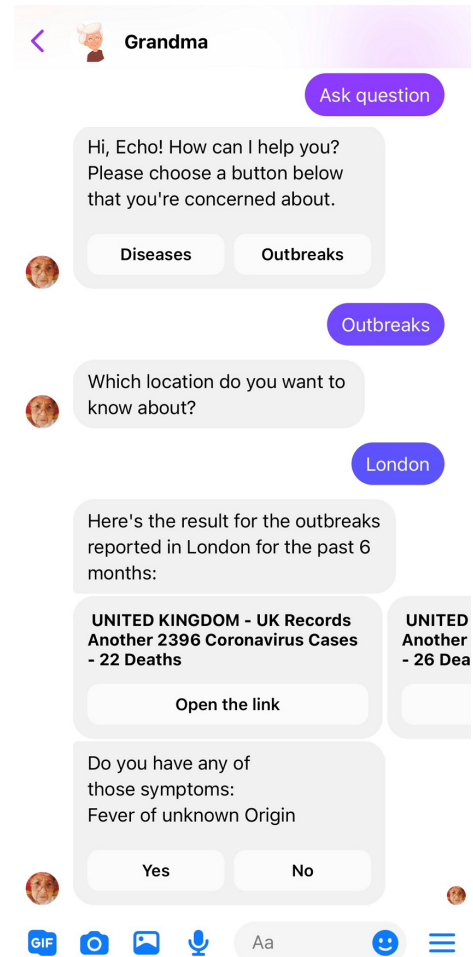 Grandma
Ask question
Hi, Echo! How can I help you?
Please choose a button below
that you're concerned about.
Diseases
Outbreaks
Outbreaks
Which location do you want to
know about?
London
Here's the result for the outbreaks
reported in London for the past 6
months:
UNITED KINGDOM - UK Records
Another 2396 Coronavirus Cases
- 22 Deaths
Open the link
UNITED
Another
- 26 Dea
Do you have any of
those symptoms:
Fever of unknown Origin
Yes
No
GIF
Aa